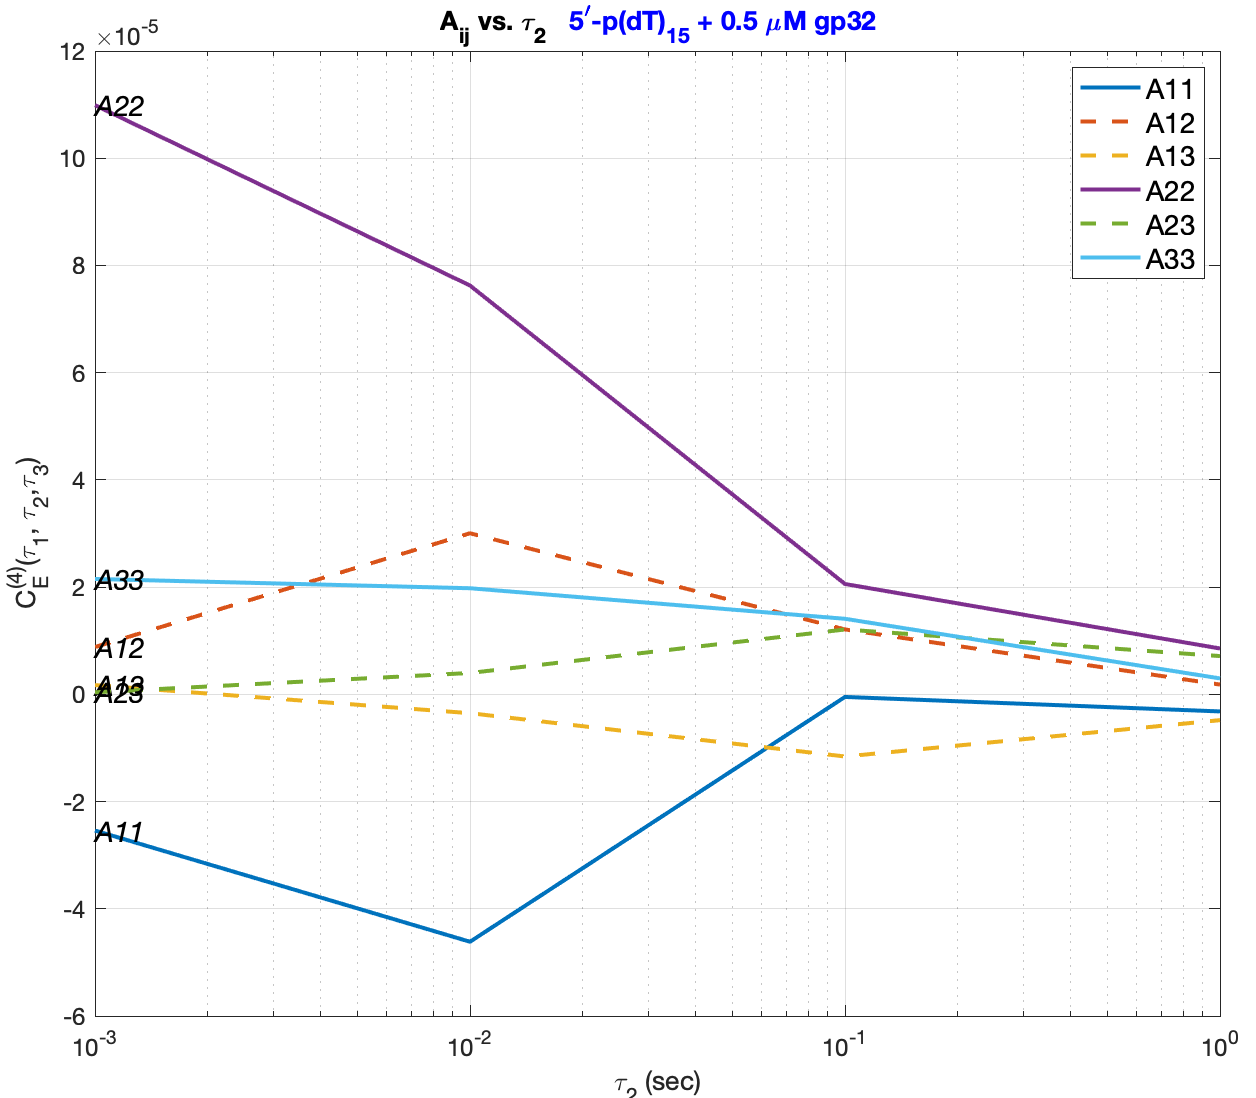 A_ij vs. τ_2 5′-p(dT)_15 + 0.5 μM gp32
×10^-5
12
10
8
6
4
2
0
-2
-4
-6
C_E^(4)(τ_1, τ_2,τ_3)
A22
A33
A12
A13
A23
A11
A11
A12
A13
A22
A23
A33
10^-3
10^-2
10^-1
10^0
τ_2 (sec)